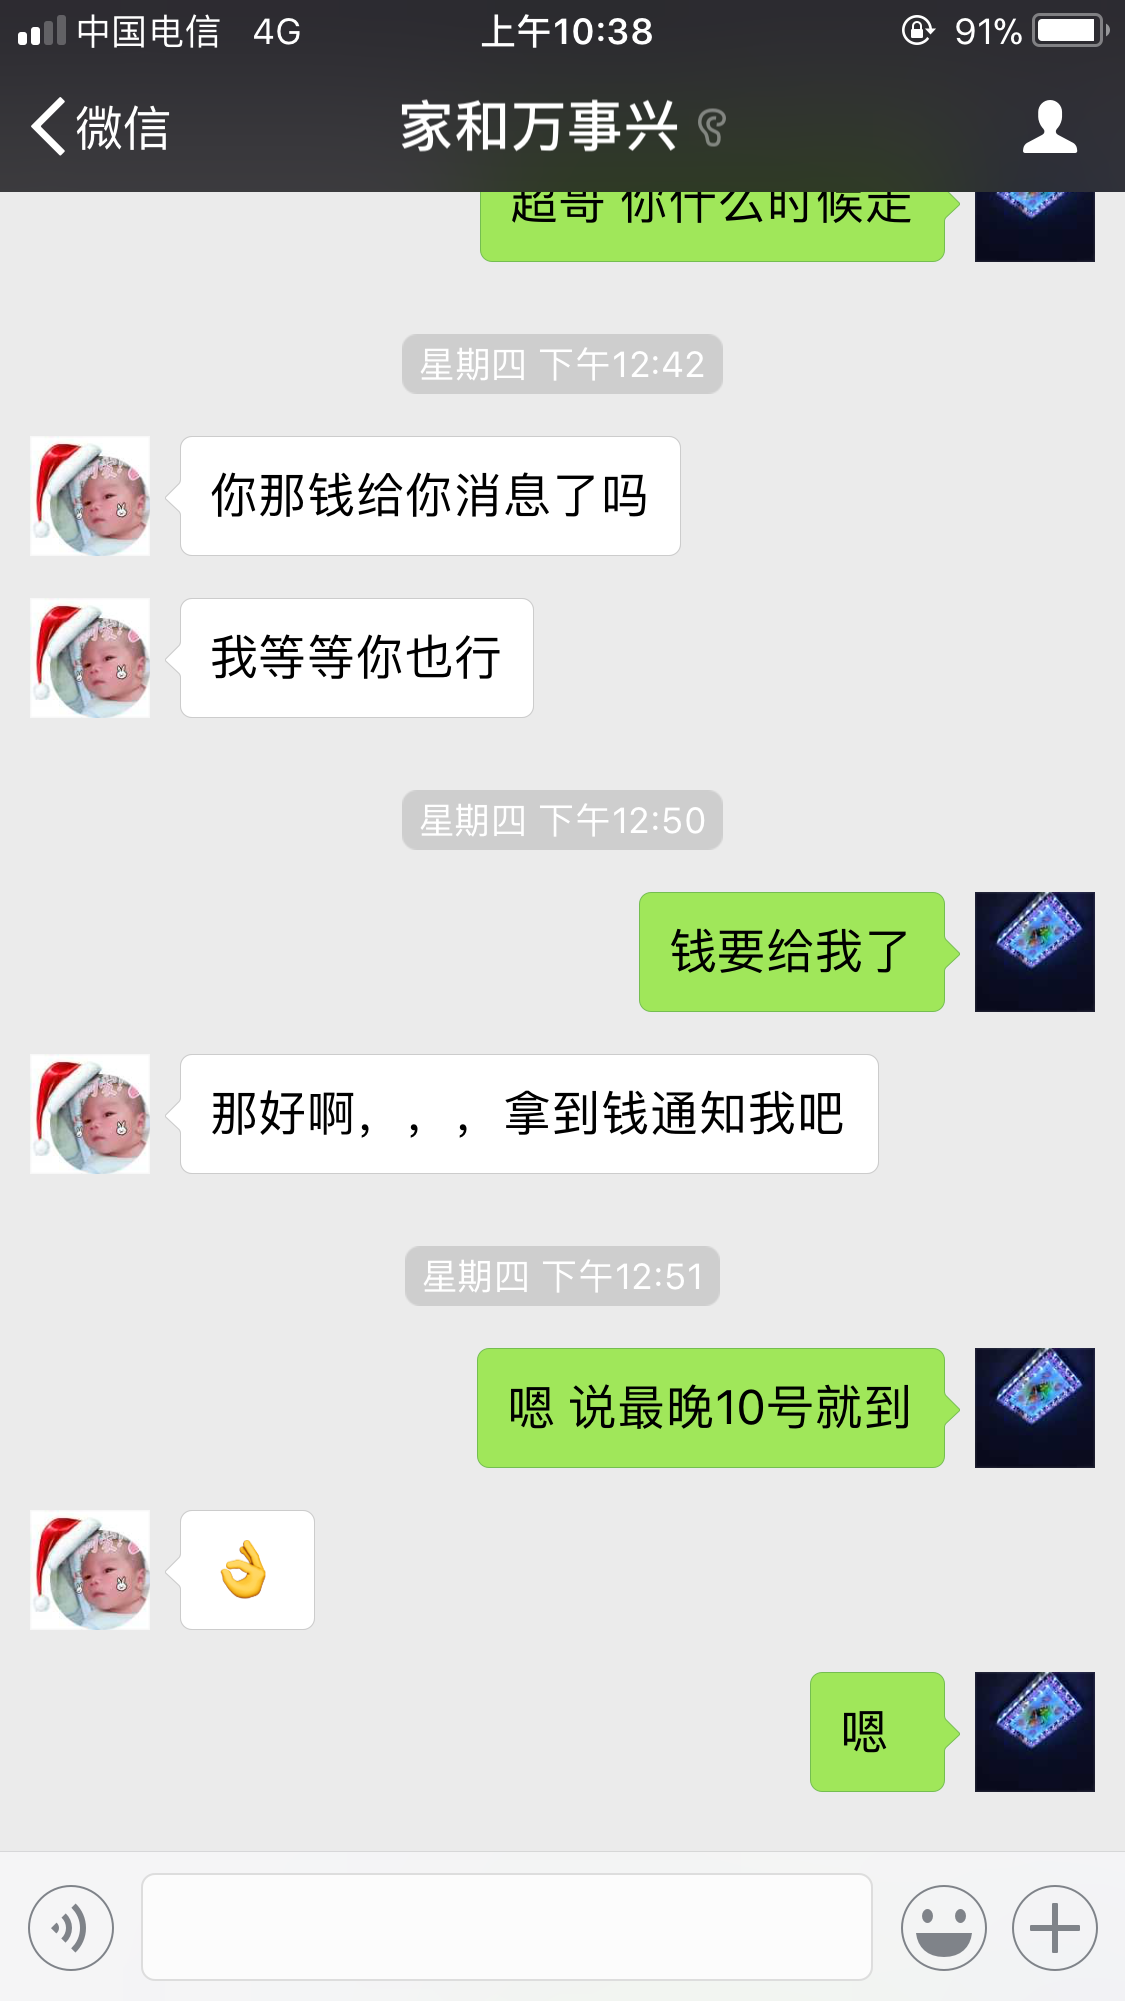 中国电信 4G 上午10:38 91%
微信 家和万事兴
超哥 你什么时候走
星期四 下午12:42
你那钱给你消息了吗
我等等你也行
星期四 下午12:50
钱要给我了
那好啊，，，拿到钱通知我吧
星期四 下午12:51
嗯 说最晚10号就到
👌
嗯